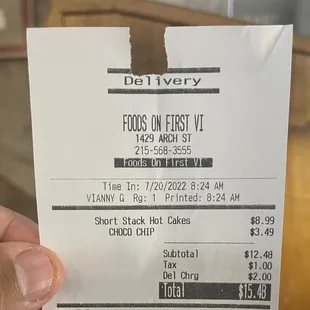 Delivery
FOODS ON FIRST VI
1429 ARCH ST
215-568-3555
Foods On First VI
Time In: 7/20/2022 8:24 AM
VIANNY G Rg: 1 Printed: 8:24 AM
Short Stack Hot Cakes $8.99
CHOCO CHIP $3.49
Subtotal $12.48
Tax $1.00
Del Chrg $2.00
Total $15.48